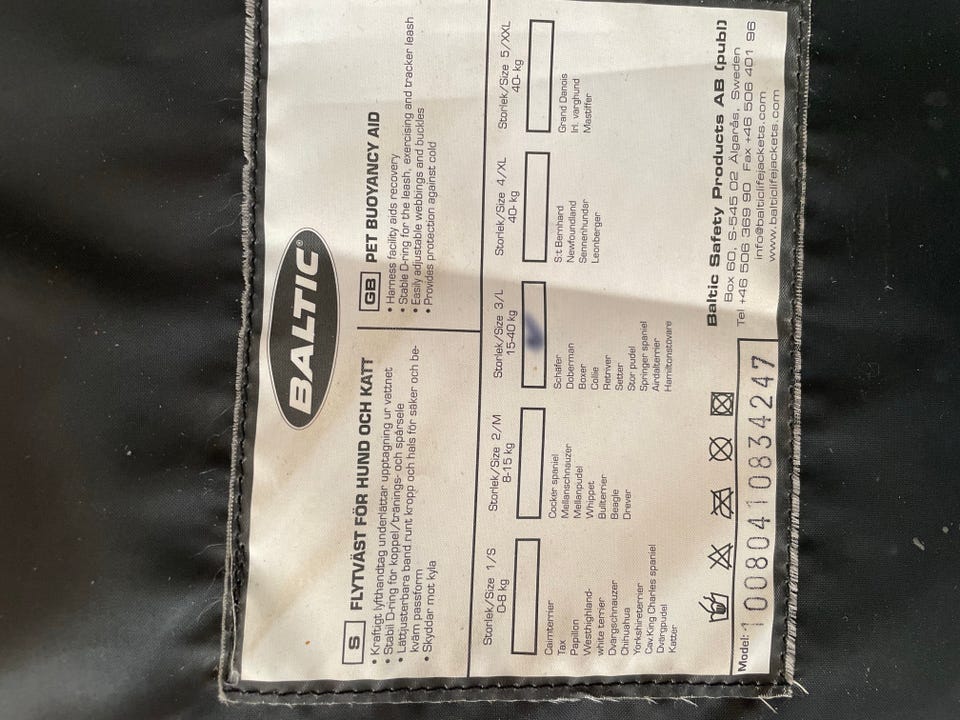 BALTIC®
S FLYTVÄST FÖR HUND OCH KATT
• Kraftigt lyfthandtag underlättar upptagning ur vattnet
• Stabil D-ring för koppel/tränings- och spårsele
• Lättjusterbara band runt kropp och hals för säker och be-
kväm passform
• Skyddar mot kyla
GB PET BUOYANCY AID
• Harness facility aids recovery
• Stable D-ring for the leash, exercising and tracker leash
• Easily adjustable webbings and buckles
• Provides protection against cold
Storlek/Size 1/S
0-8 kg
Cairnterrier
Tax
Papillon
Westhighland-
white terrier
Dvärgschnauzer
Chihuahua
Yorkshireterrier
Cav.King Charles spaniel
Dvärgpudel
Katter
Storlek/Size 2/M
8-15 kg
Cocker spaniel
Mellanschnauzer
Mellanpudel
Whippet
Bullterrier
Beagle
Drever
Storlek/Size 3/L
15-40 kg
Schäfer
Doberman
Boxer
Collie
Retriver
Setter
Stor pudel
Springer spaniel
Airdaleterrier
Hamiltonstövare
Storlek/Size 4/XL
40- kg
S:t Bernhard
Newfoundland
Sennenhundar
Leonberger
Storlek/Size 5/XXL
40- kg
Grand Danois
Irl. varghund
Mastiffer
Model: 1008041083424​7
Baltic Safety Products AB (publ)
Box 60, S-545 02 Älgarås, Sweden
Tel +46 506 369 90 Fax +46 506 401 96
info@balticlifejackets.com
www.balticlifejackets.com